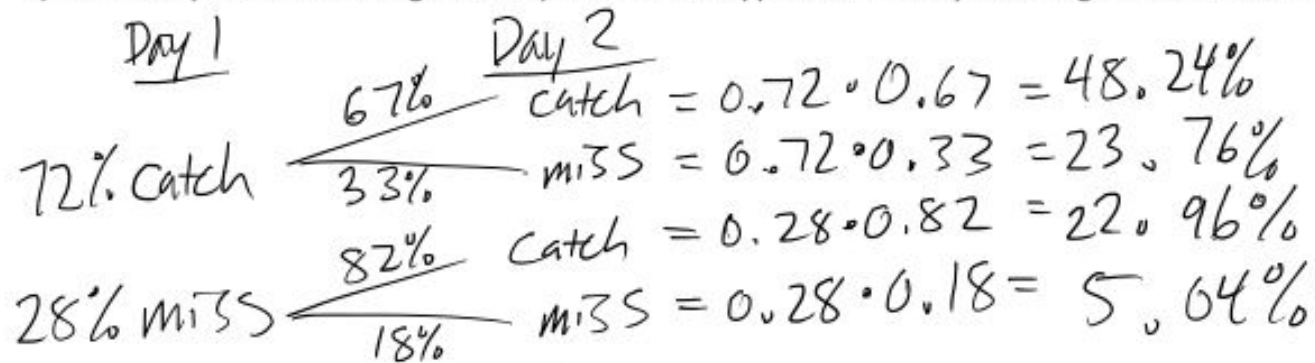 Day 1 Day 2
67% catch = 0.72 · 0.67 = 48.24%
72% catch 33% miss = 0.72 · 0.33 = 23.76%
82% catch = 0.28 · 0.82 = 22.96%
28% miss 18% miss = 0.28 · 0.18 = 5.04%